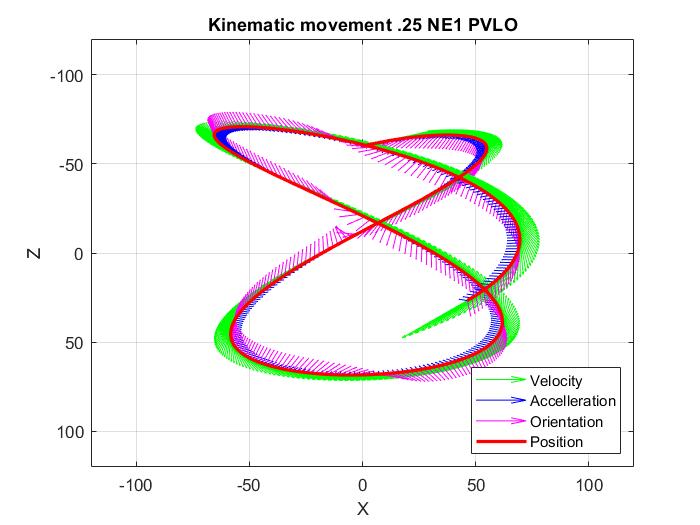 Kinematic movement .25 NE1 PVLO
-100
-50
0
50
100
Z
-100
-50
0
50
100
X
Velocity
Accelleration
Orientation
Position